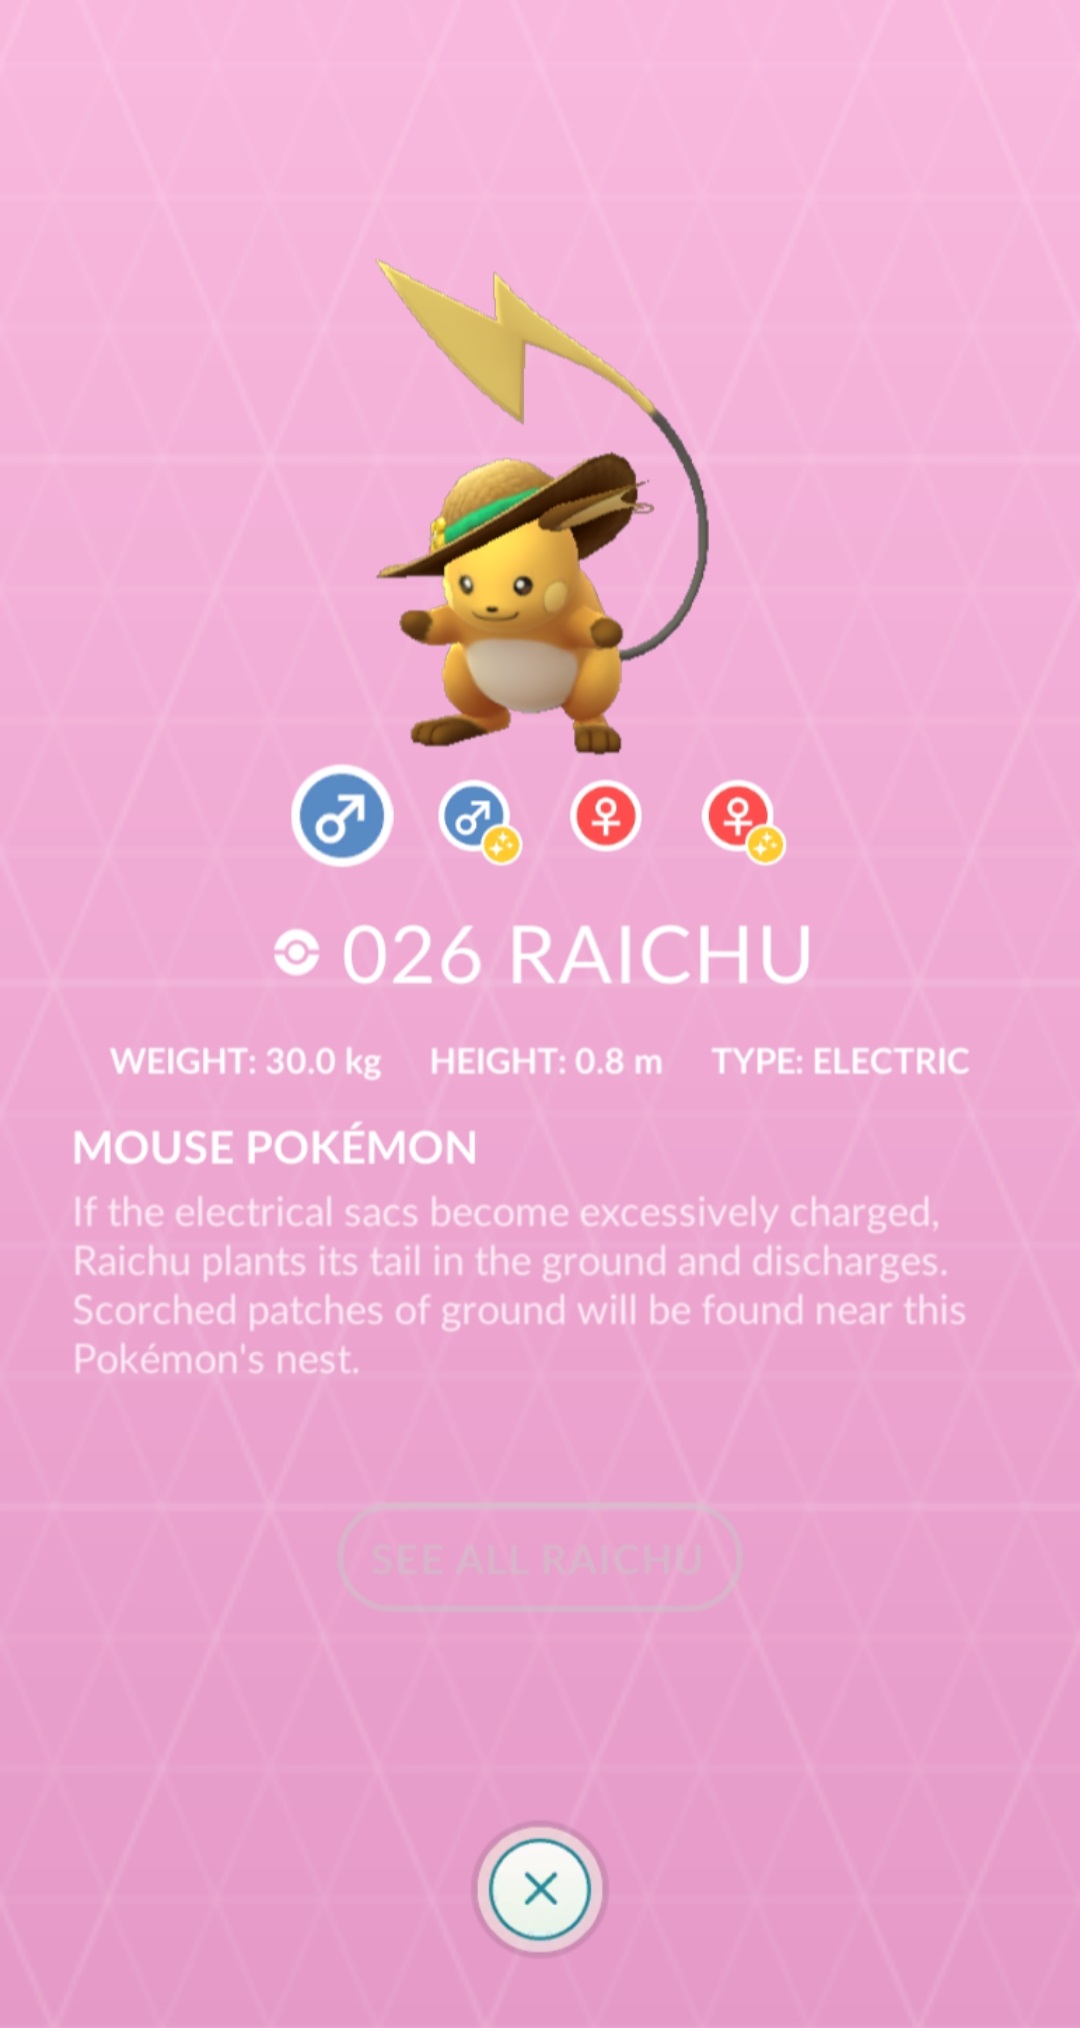 026 RAICHU
WEIGHT: 30.0 kg HEIGHT: 0.8 m TYPE: ELECTRIC
MOUSE POKÉMON
If the electrical sacs become excessively charged,
Raichu plants its tail in the ground and discharges.
Scorched patches of ground will be found near this
Pokémon's nest.
SEE ALL RAICHU